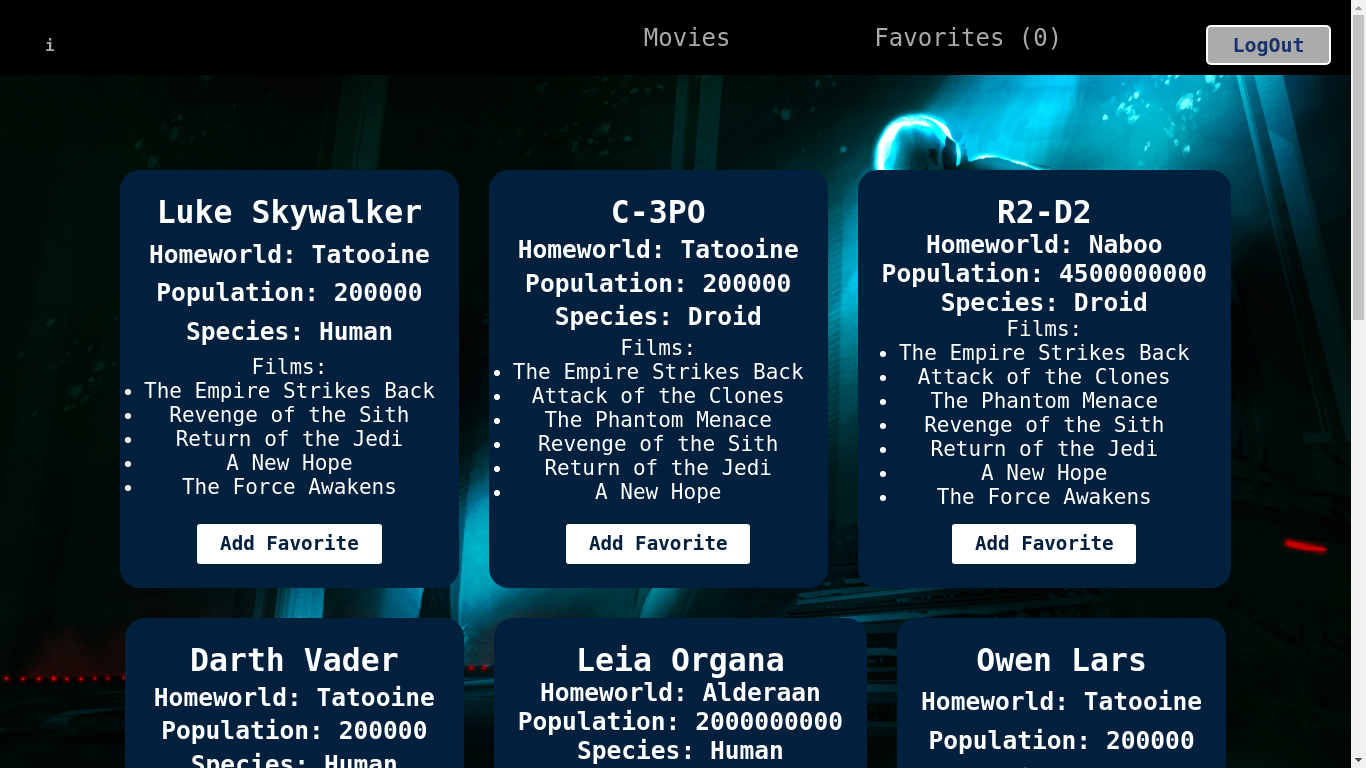 i
Movies
Favorites (0)
LogOut
Luke Skywalker
Homeworld: Tatooine
Population: 200000
Species: Human
Films:
The Empire Strikes Back
Revenge of the Sith
Return of the Jedi
A New Hope
The Force Awakens
Add Favorite
C-3PO
Homeworld: Tatooine
Population: 200000
Species: Droid
Films:
The Empire Strikes Back
Attack of the Clones
The Phantom Menace
Revenge of the Sith
Return of the Jedi
A New Hope
Add Favorite
R2-D2
Homeworld: Naboo
Population: 4500000000
Species: Droid
Films:
The Empire Strikes Back
Attack of the Clones
The Phantom Menace
Revenge of the Sith
Return of the Jedi
A New Hope
The Force Awakens
Add Favorite
Darth Vader
Homeworld: Tatooine
Population: 200000
Species: Human
Leia Organa
Homeworld: Alderaan
Population: 2000000000
Species: Human
Owen Lars
Homeworld: Tatooine
Population: 200000